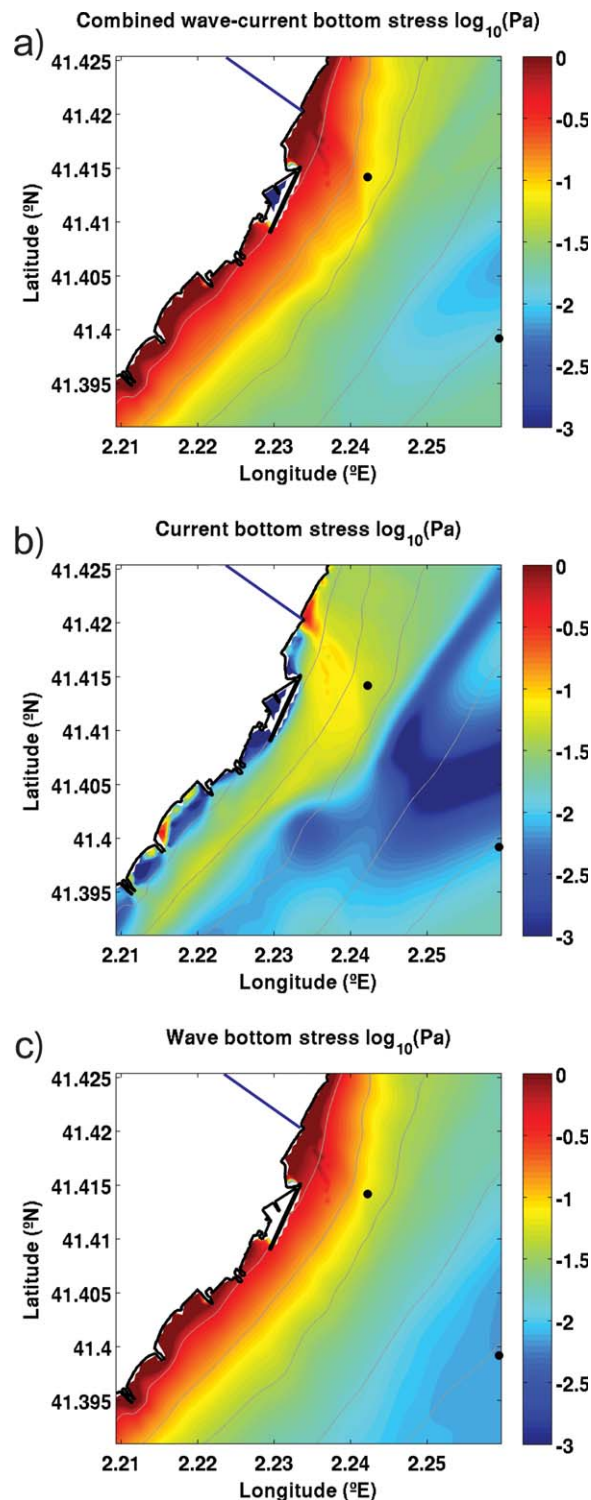 a)
Combined wave-current bottom stress log10(Pa)
41.425
41.42
41.415
41.41
41.405
41.4
41.395
Latitude (ºN)
2.21 2.22 2.23 2.24 2.25
Longitude (ºE)
0
-0.5
-1
-1.5
-2
-2.5
-3
b)
Current bottom stress log10(Pa)
41.425
41.42
41.415
41.41
41.405
41.4
41.395
Latitude (ºN)
2.21 2.22 2.23 2.24 2.25
Longitude (ºE)
0
-0.5
-1
-1.5
-2
-2.5
-3
c)
Wave bottom stress log10(Pa)
41.425
41.42
41.415
41.41
41.405
41.4
41.395
Latitude (ºN)
2.21 2.22 2.23 2.24 2.25
Longitude (ºE)
0
-0.5
-1
-1.5
-2
-2.5
-3